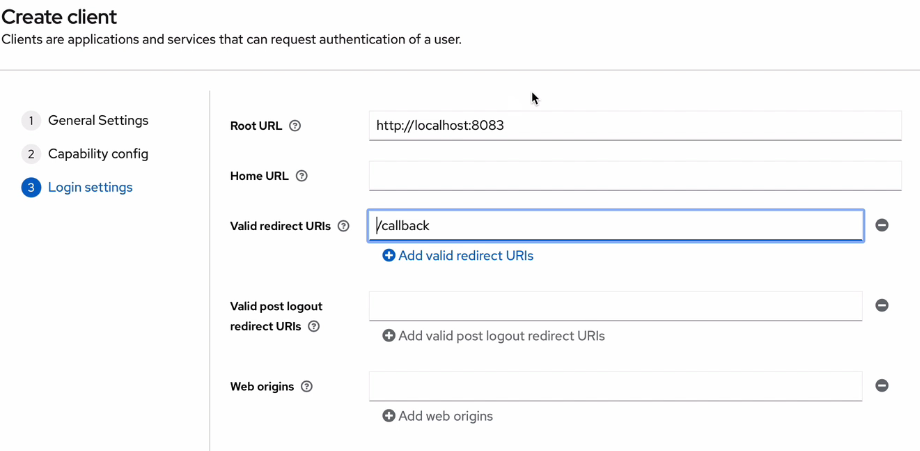 Create client
Clients are applications and services that can request authentication of a user.
1 General Settings
2 Capability config
3 Login settings
Root URL ?
http://localhost:8083
Home URL ?
Valid redirect URIs ?
/callback
Add valid redirect URIs
Valid post logout
redirect URIs ?
Add valid post logout redirect URIs
Web origins ?
Add web origins